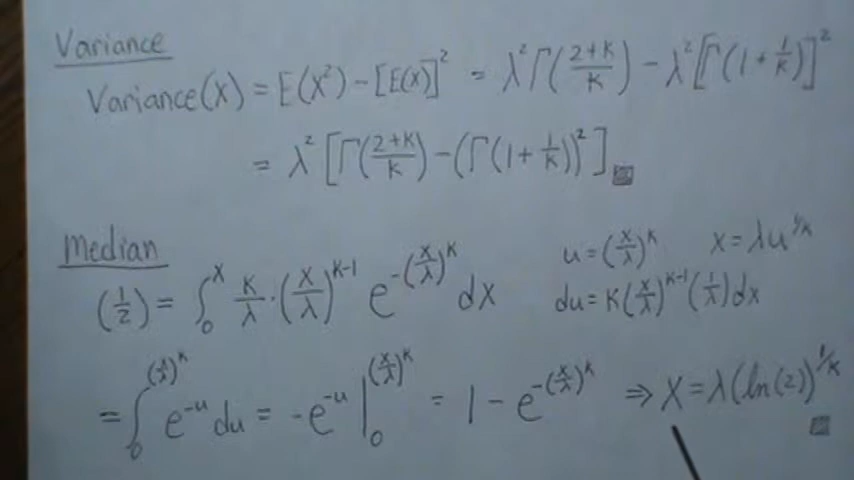 Variance
Variance(X) = E(X²) − [E(X)]² = λ²Γ((2+K)/K) − λ²[Γ(1 + 1/K)]²
= λ²[Γ((2+K)/K) − (Γ(1 + 1/K))²]
Median
(1/2) = ∫₀ˣ K/λ · (X/λ)^(K−1) e^(−(X/λ)^K) dx
u = (X/λ)^K x = λu^(1/K)
du = K(X/λ)^(K−1) (1/λ) dx
= ∫₀^((X/λ)^K) e^(−u) du = −e^(−u) |₀^((X/λ)^K) = 1 − e^(−(X/λ)^K) ⇒ X = λ(ln(2))^(1/K)